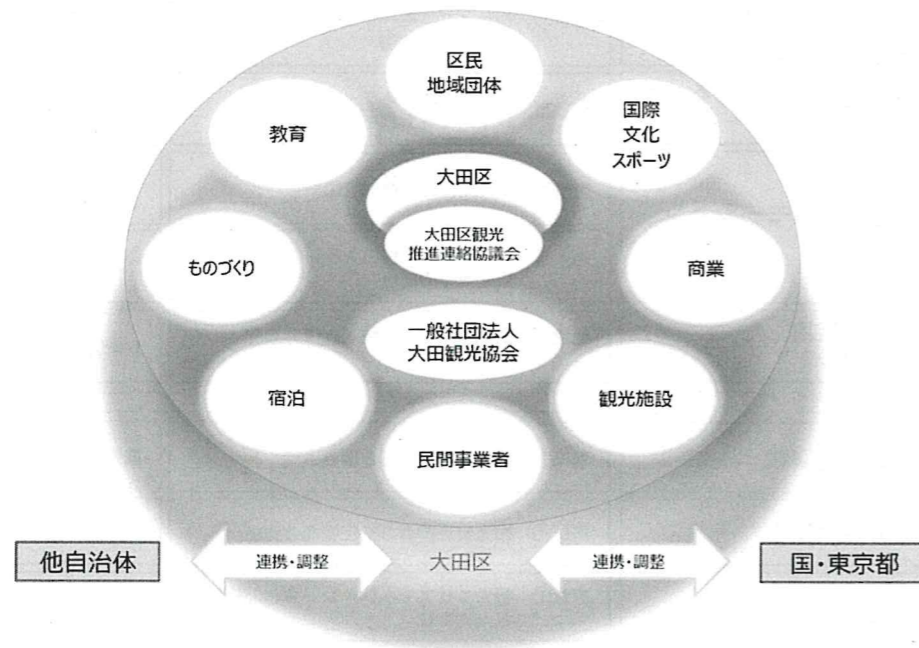 区民
地域団体
教育
国際
文化
スポーツ
大田区
大田区観光
推進連絡協議会
ものづくり
商業
一般社団法人
大田観光協会
宿泊
観光施設
民間事業者
他自治体
連携・調整
大田区
連携・調整
国・東京都